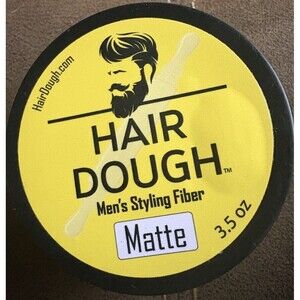 HairDough.com
HAIR
DOUGH™
Men's Styling Fiber
Matte
3.5 oz